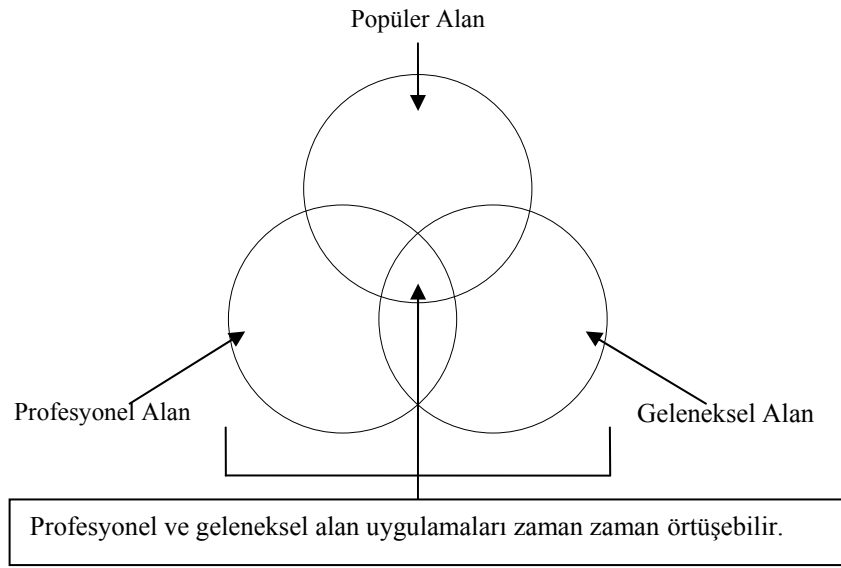 Popüler Alan
Profesyonel Alan
Geleneksel Alan
Profesyonel ve geleneksel alan uygulamaları zaman zaman örtüşebilir.